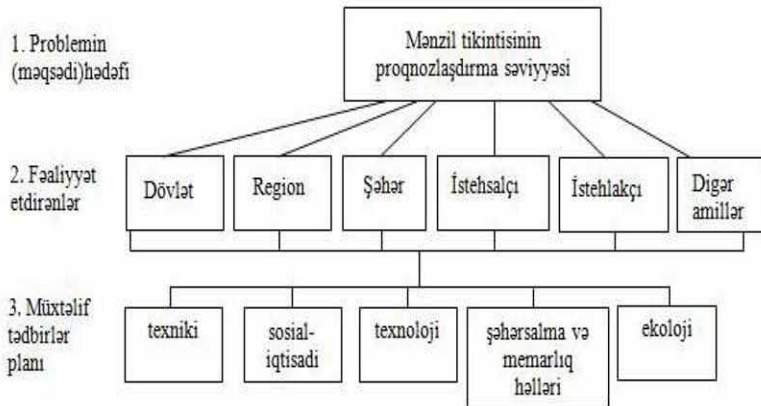 1. Problemin
(məqsədi)hədəfi
Mənzil tikintisinin
proqnozlaşdırma səviyyəsi
2. Fəaliyyət
etdirənlər
Dövlət
Region
Şəhər
İstehsalçı
İstehlakçı
Digər
amillər
3. Müxtəlif
tədbirlər
planı
texniki
sosial-
iqtisadi
texnoloji
şəhərsalma və
memarlıq
həlləri
ekoloji